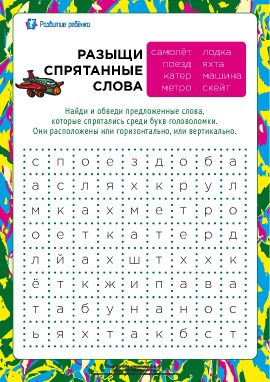 Развитие ребёнка
РАЗЫЩИ
СПРЯТАННЫЕ
СЛОВА
самолёт лодка
поезд яхта
катер машина
метро скейт
Найди и обведи предложенные слова,
которые спрятались среди букв головоломки.
Они расположены или горизонтально, или вертикально.
с п о е з д о б а
а с л я х к р у л
м к а х м е т р о
о е т к а т е р д
л й а х ш т х х к
ё т к ж и п а в а
т а б у н а н о с
ь я х т а к б с т